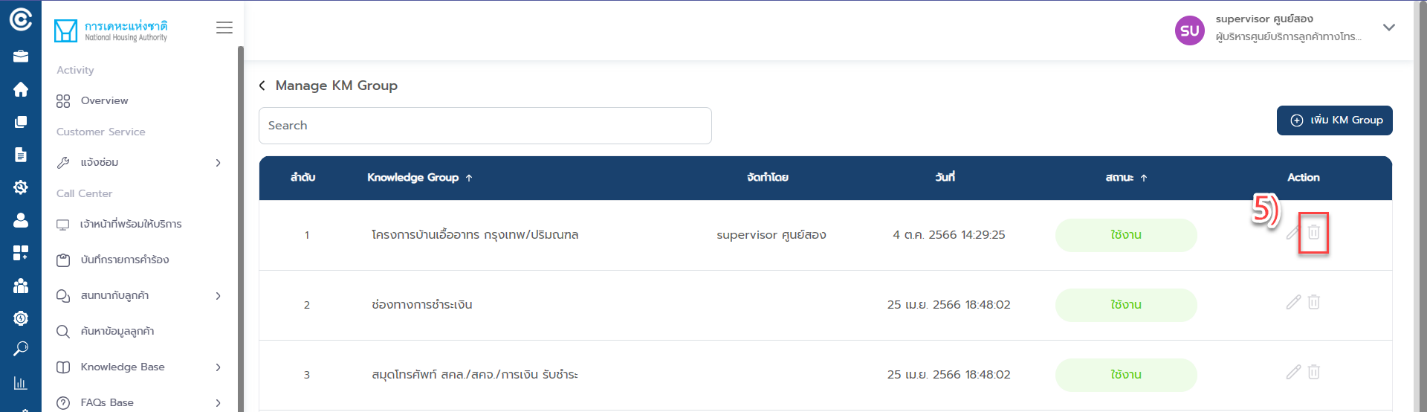 การเคหะแห่งชาติ
National Housing Authority
supervisor ศูนย์สอง
SU
ผู้บริหารศูนย์บริการลูกค้าทางโทร...
Activity
Overview
Customer Service
แจ้งซ่อม
Call Center
เจ้าหน้าที่พร้อมให้บริการ
บันทึกรายการคำร้อง
สนทนากับลูกค้า
ค้นหาข้อมูลลูกค้า
Knowledge Base
FAQs Base
Manage KM Group
Search
เพิ่ม KM Group
ลำดับ Knowledge Group ↑ จัดทำโดย วันที่ สถานะ ↑ Action
5)
1 โครงการบ้านเอื้ออาทร กรุงเทพ/ปริมณฑล supervisor ศูนย์สอง 4 ต.ค. 2566 14:29:25 ใช้งาน
2 ช่องทางการชำระเงิน 25 เม.ย. 2566 18:48:02 ใช้งาน
3 สมุดโทรศัพท์ สคล./สคจ./การเงิน รับชำระ 25 เม.ย. 2566 18:48:02 ใช้งาน